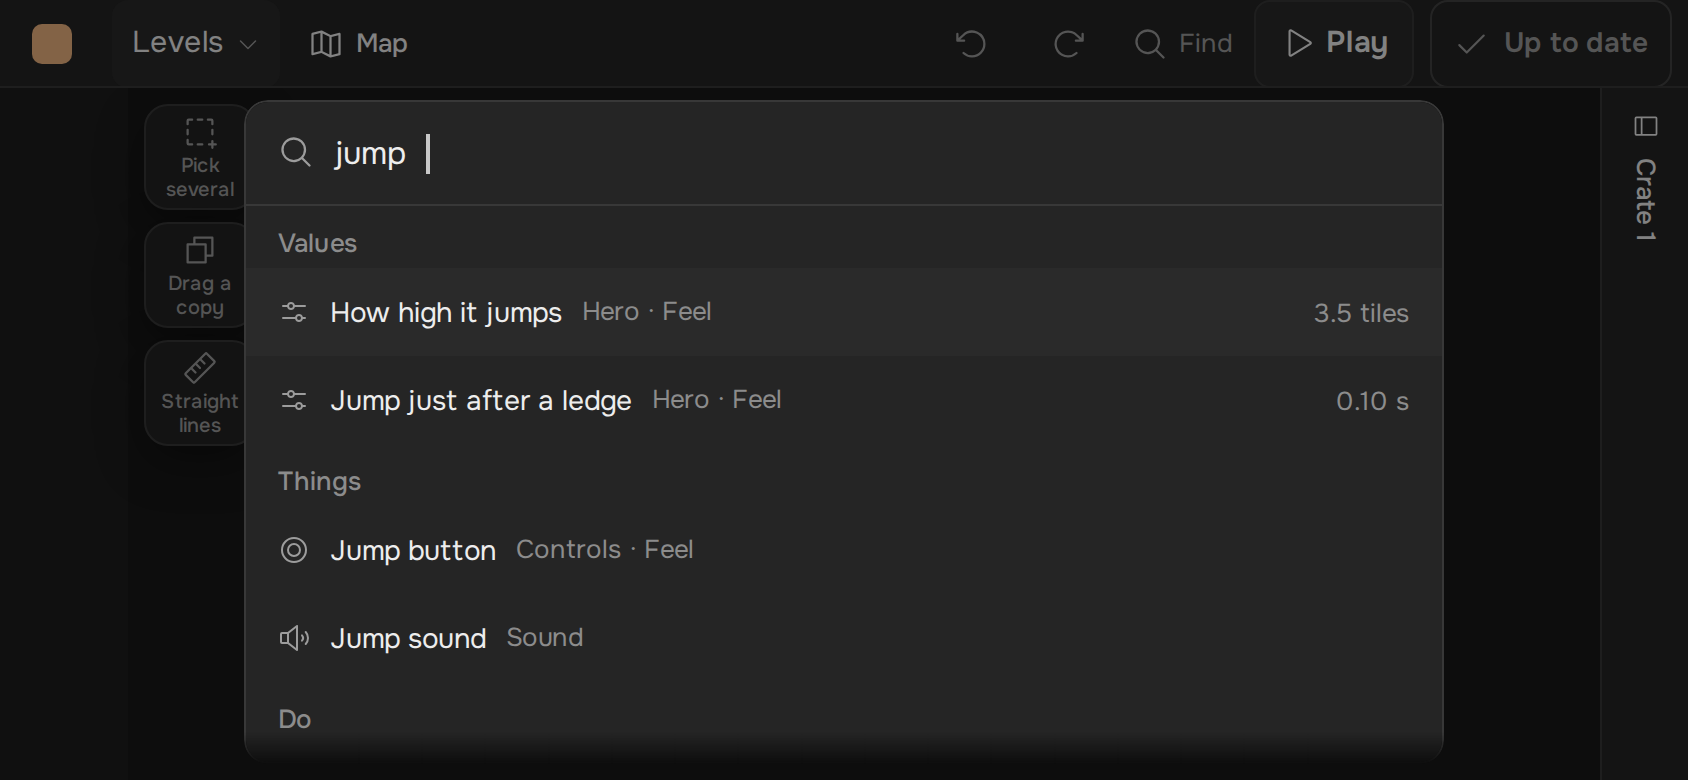 Levels
Map
Find
Play
Up to date
Pick
several
Drag a
copy
Straight
lines
jump
Values
How high it jumps Hero · Feel 3.5 tiles
Jump just after a ledge Hero · Feel 0.10 s
Things
Jump button Controls · Feel
Jump sound Sound
Do
Crate 1